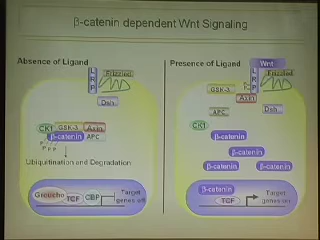 β-catenin dependent Wnt Signaling
Absence of Ligand
Presence of Ligand
LRP
Frizzled
Dsh
CK1
GSK-3
Axin
β-catenin
APC
P P P
Ubiquitination and Degradation
Groucho
TCF
CBP
Target
genes off
Wnt
LRP
Frizzled
GSK-3
Axin
APC
Dsh
CK1
β-catenin
β-catenin
β-catenin
β-catenin
β-catenin
TCF
Target
genes on